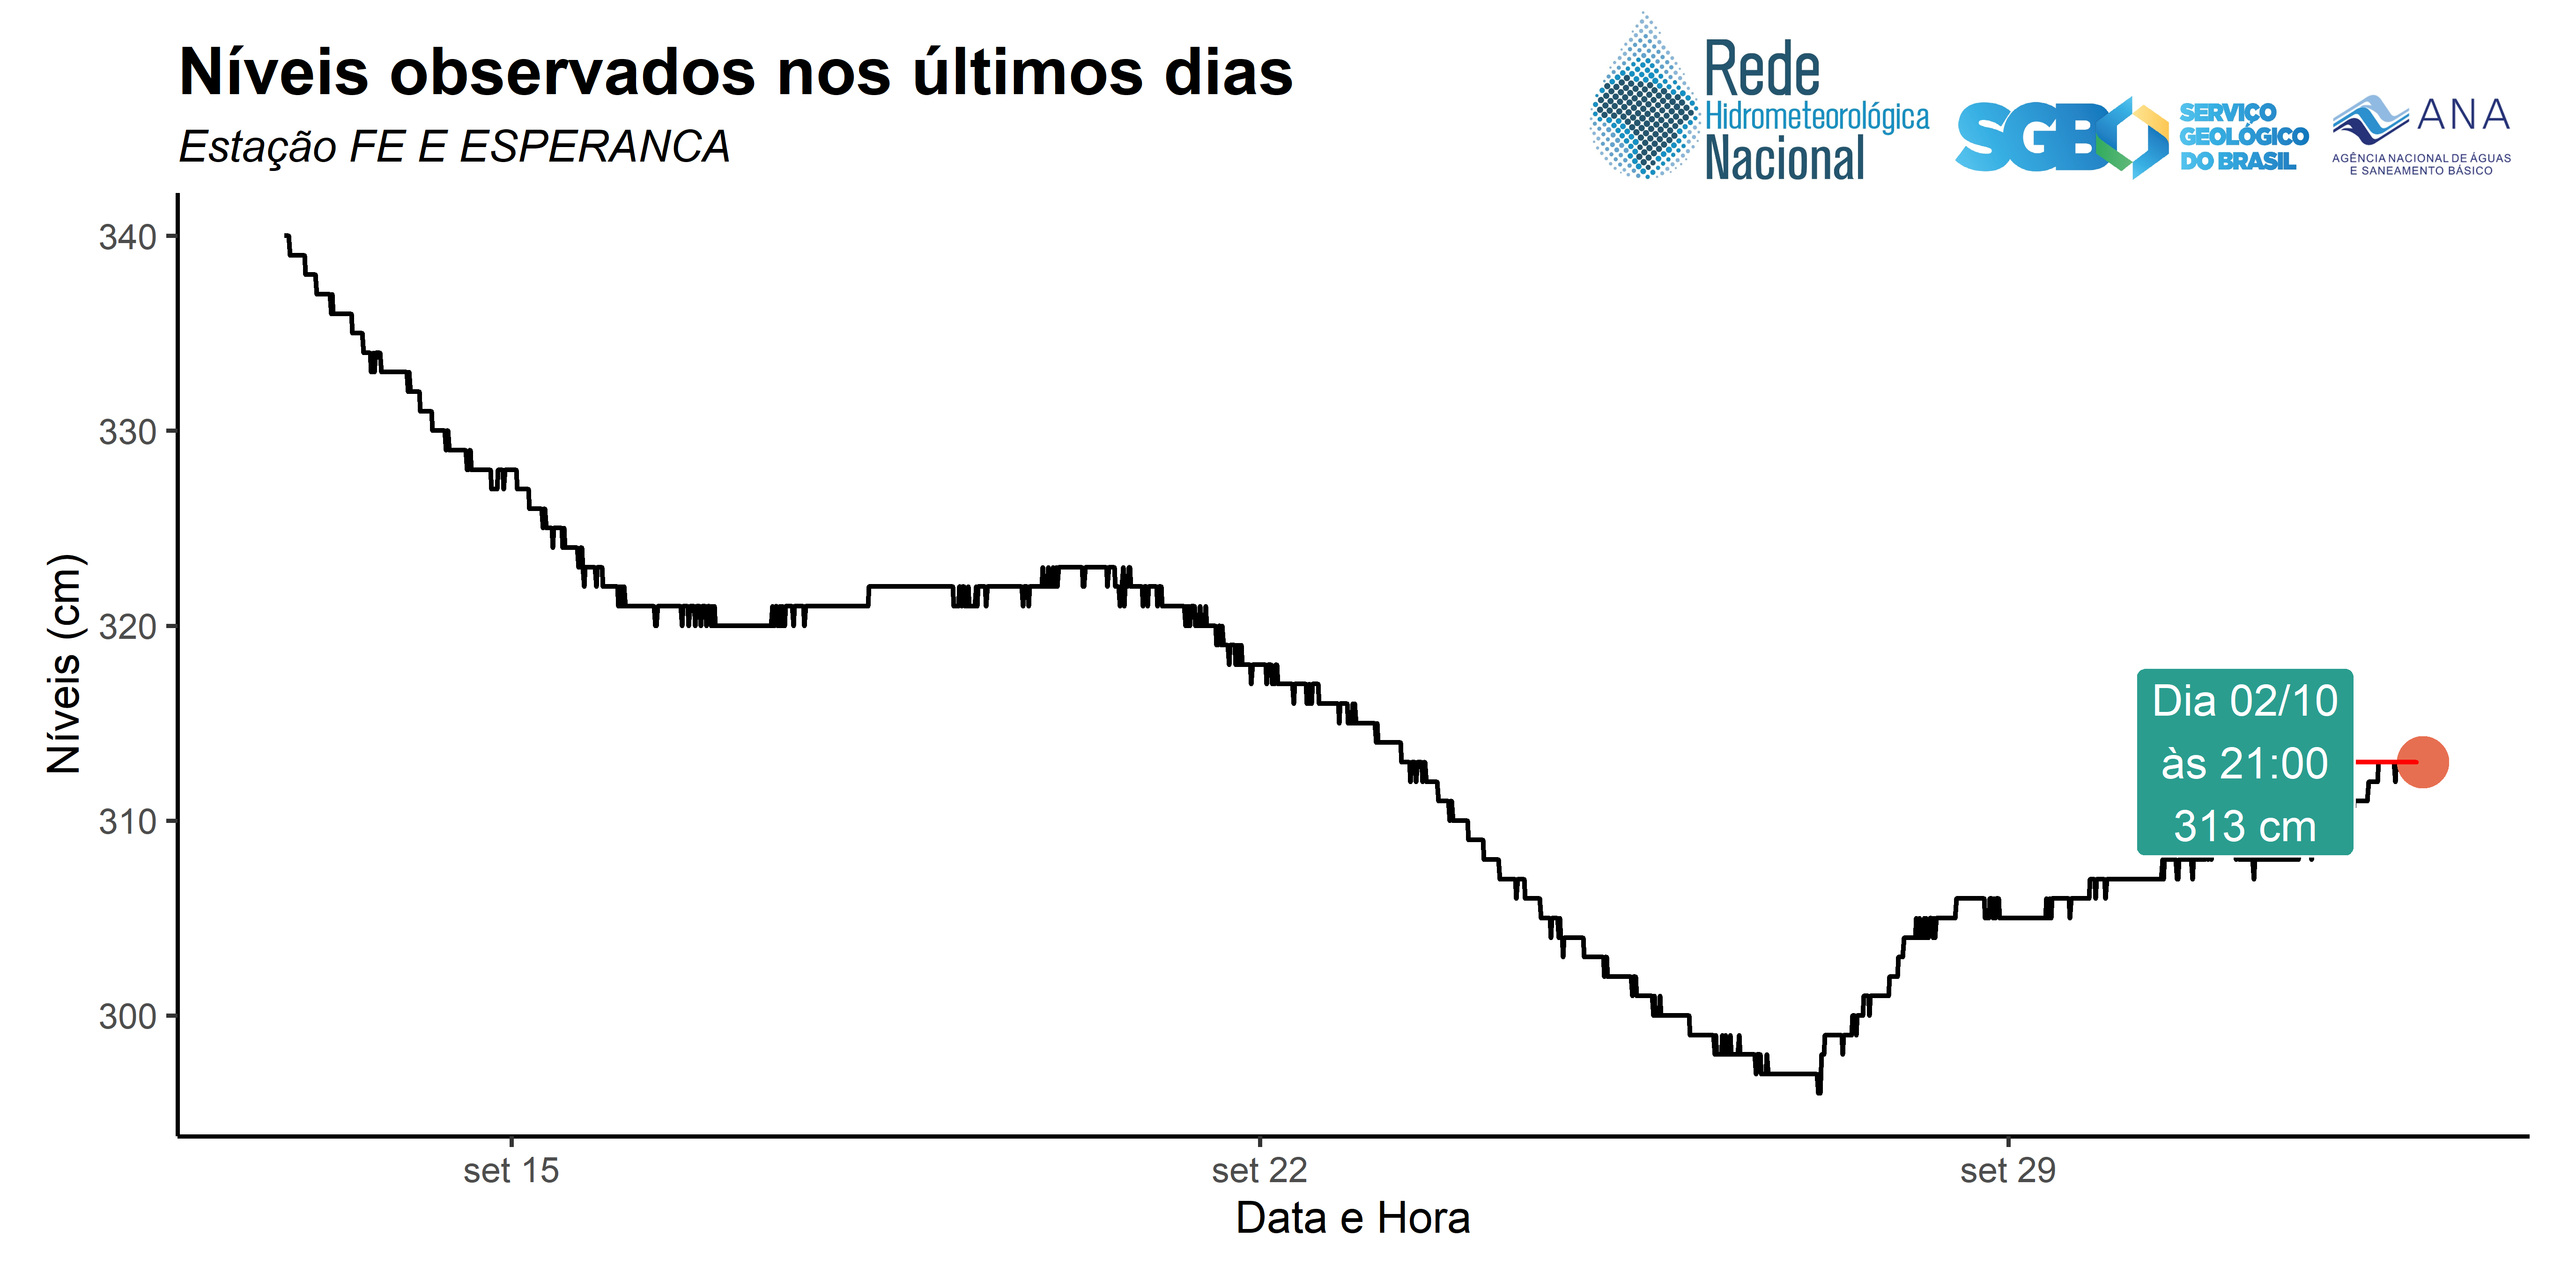 Níveis observados nos últimos dias
Estação FE E ESPERANCA
Rede
Hidrometeorológica
Nacional
SGB
SERVIÇO
GEOLÓGICO
DO BRASIL
ANA
AGÊNCIA NACIONAL DE ÁGUAS
E SANEAMENTO BÁSICO
Níveis (cm)
340
330
320
310
300
Dia 02/10
às 21:00
313 cm
set 15
set 22
set 29
Data e Hora